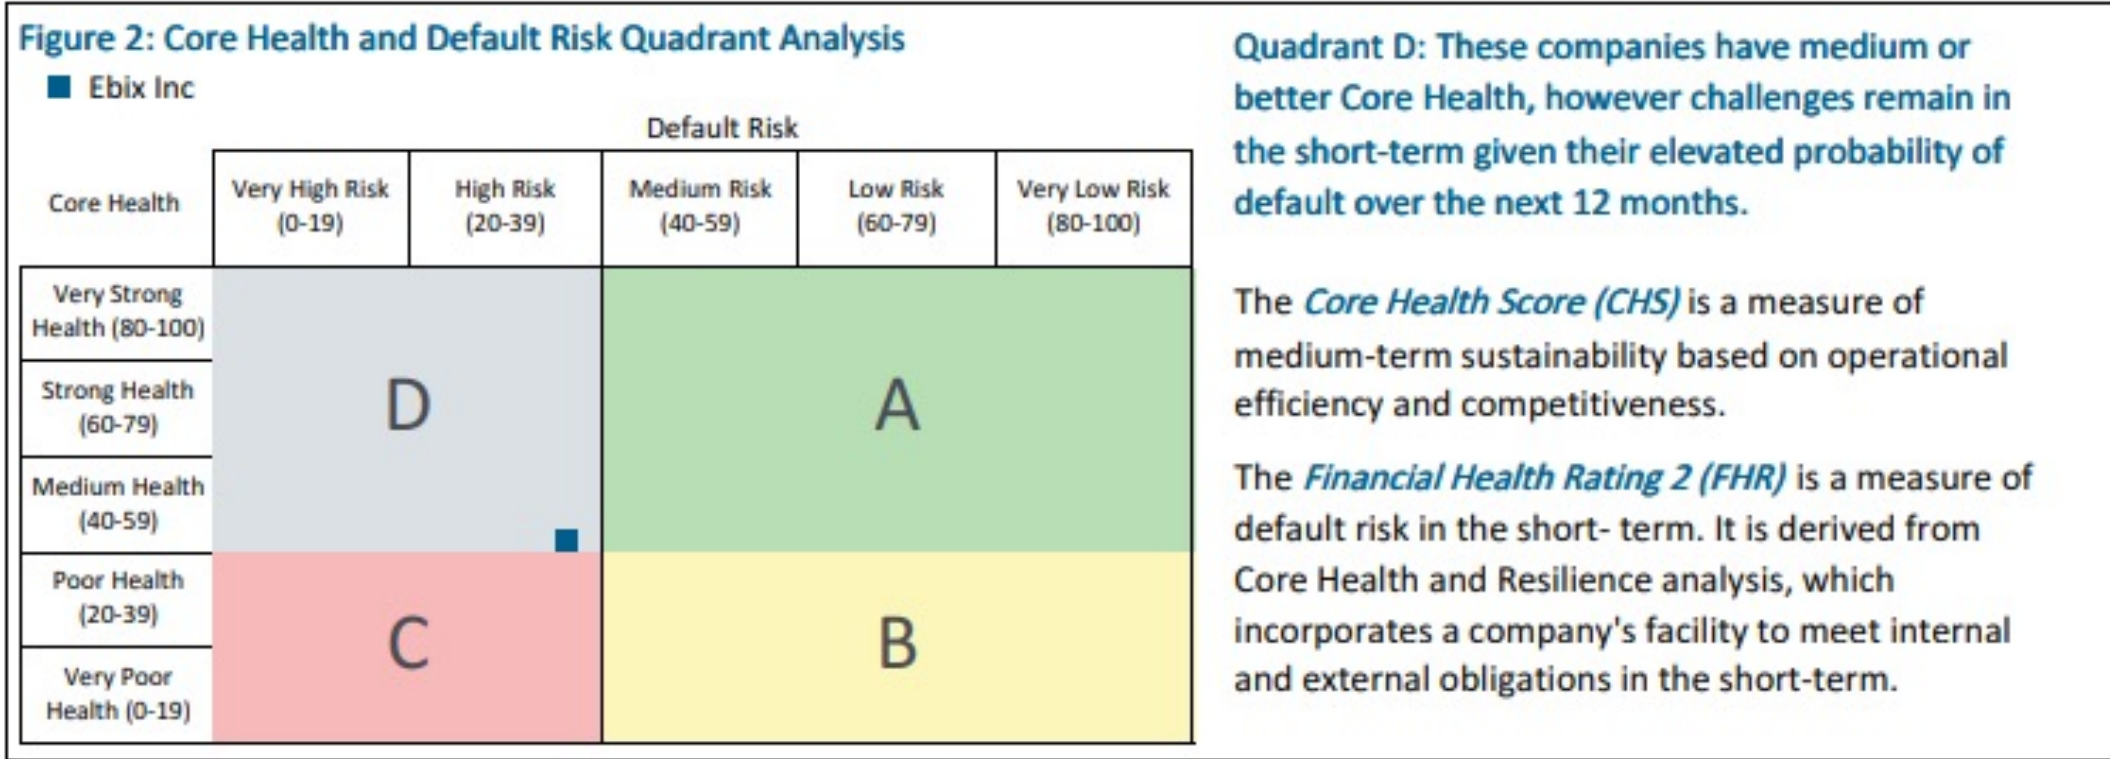 Figure 2: Core Health and Default Risk Quadrant Analysis
Ebix Inc
Default Risk
Core Health
Very High Risk
(0-19)
High Risk
(20-39)
Medium Risk
(40-59)
Low Risk
(60-79)
Very Low Risk
(80-100)
Very Strong
Health (80-100)
Strong Health
(60-79)
Medium Health
(40-59)
Poor Health
(20-39)
Very Poor
Health (0-19)
D
A
C
B
Quadrant D: These companies have medium or
better Core Health, however challenges remain in
the short-term given their elevated probability of
default over the next 12 months.
The Core Health Score (CHS) is a measure of
medium-term sustainability based on operational
efficiency and competitiveness.
The Financial Health Rating 2 (FHR) is a measure of
default risk in the short- term. It is derived from
Core Health and Resilience analysis, which
incorporates a company's facility to meet internal
and external obligations in the short-term.